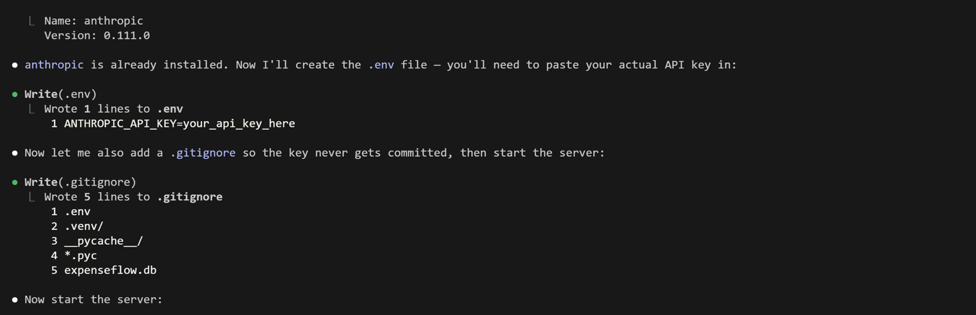 ⎿ Name: anthropic
Version: 0.111.0
● anthropic is already installed. Now I'll create the .env file — you'll need to paste your actual API key in:
● Write(.env)
⎿ Wrote 1 lines to .env
1 ANTHROPIC_API_KEY=your_api_key_here
● Now let me also add a .gitignore so the key never gets committed, then start the server:
● Write(.gitignore)
⎿ Wrote 5 lines to .gitignore
1 .env
2 .venv/
3 __pycache__/
4 *.pyc
5 expenseflow.db
● Now start the server: